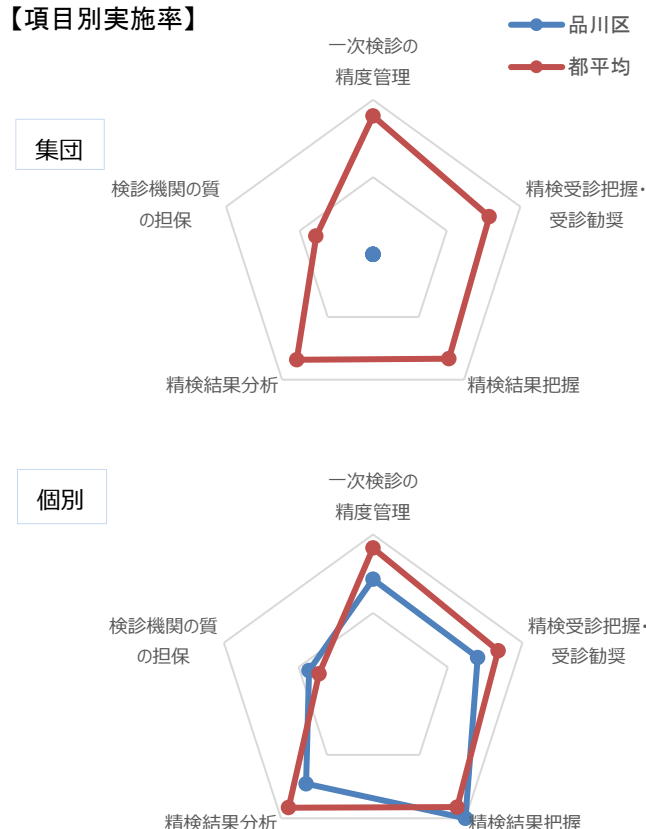 【項目別実施率】
品川区
都平均
集団
一次検診の
精度管理
精検受診把握・
受診勧奨
精検結果把握
精検結果分析
検診機関の質
の担保
個別
一次検診の
精度管理
精検受診把握・
受診勧奨
精検結果把握
精検結果分析
検診機関の質
の担保